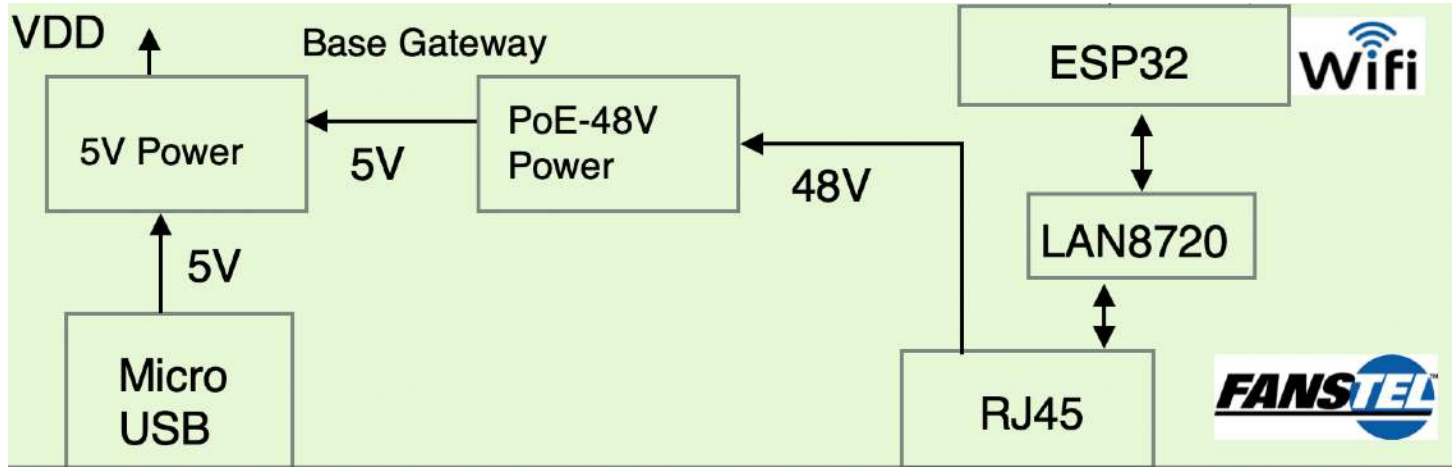 VDD
Base Gateway
5V Power
5V
PoE-48V
Power
48V
ESP32
Wifi
LAN8720
5V
Micro
USB
RJ45
FANSTEL